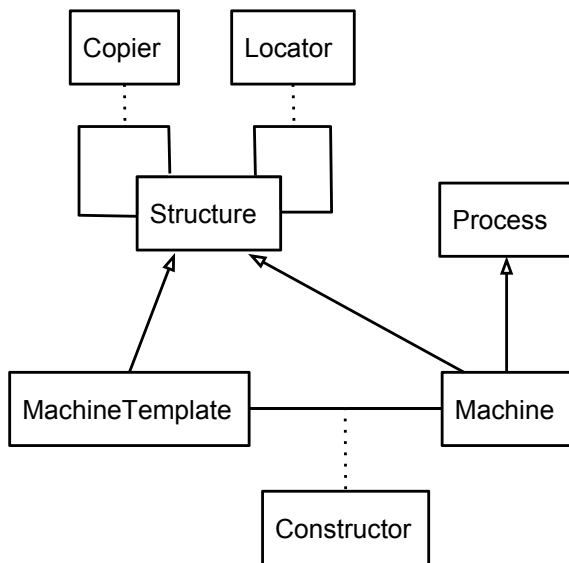 Copier
Locator
Structure
Process
MachineTemplate
Machine
Constructor